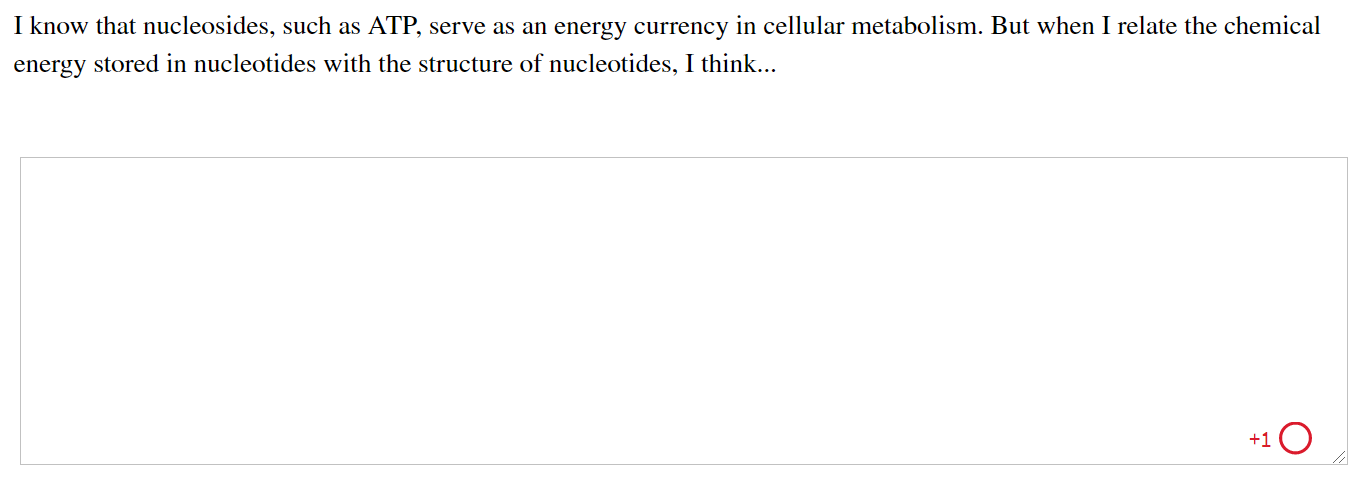 I know that nucleosides, such as ATP, serve as an energy currency in cellular metabolism. But when I relate the chemical
energy stored in nucleotides with the structure of nucleotides, I think...
+1